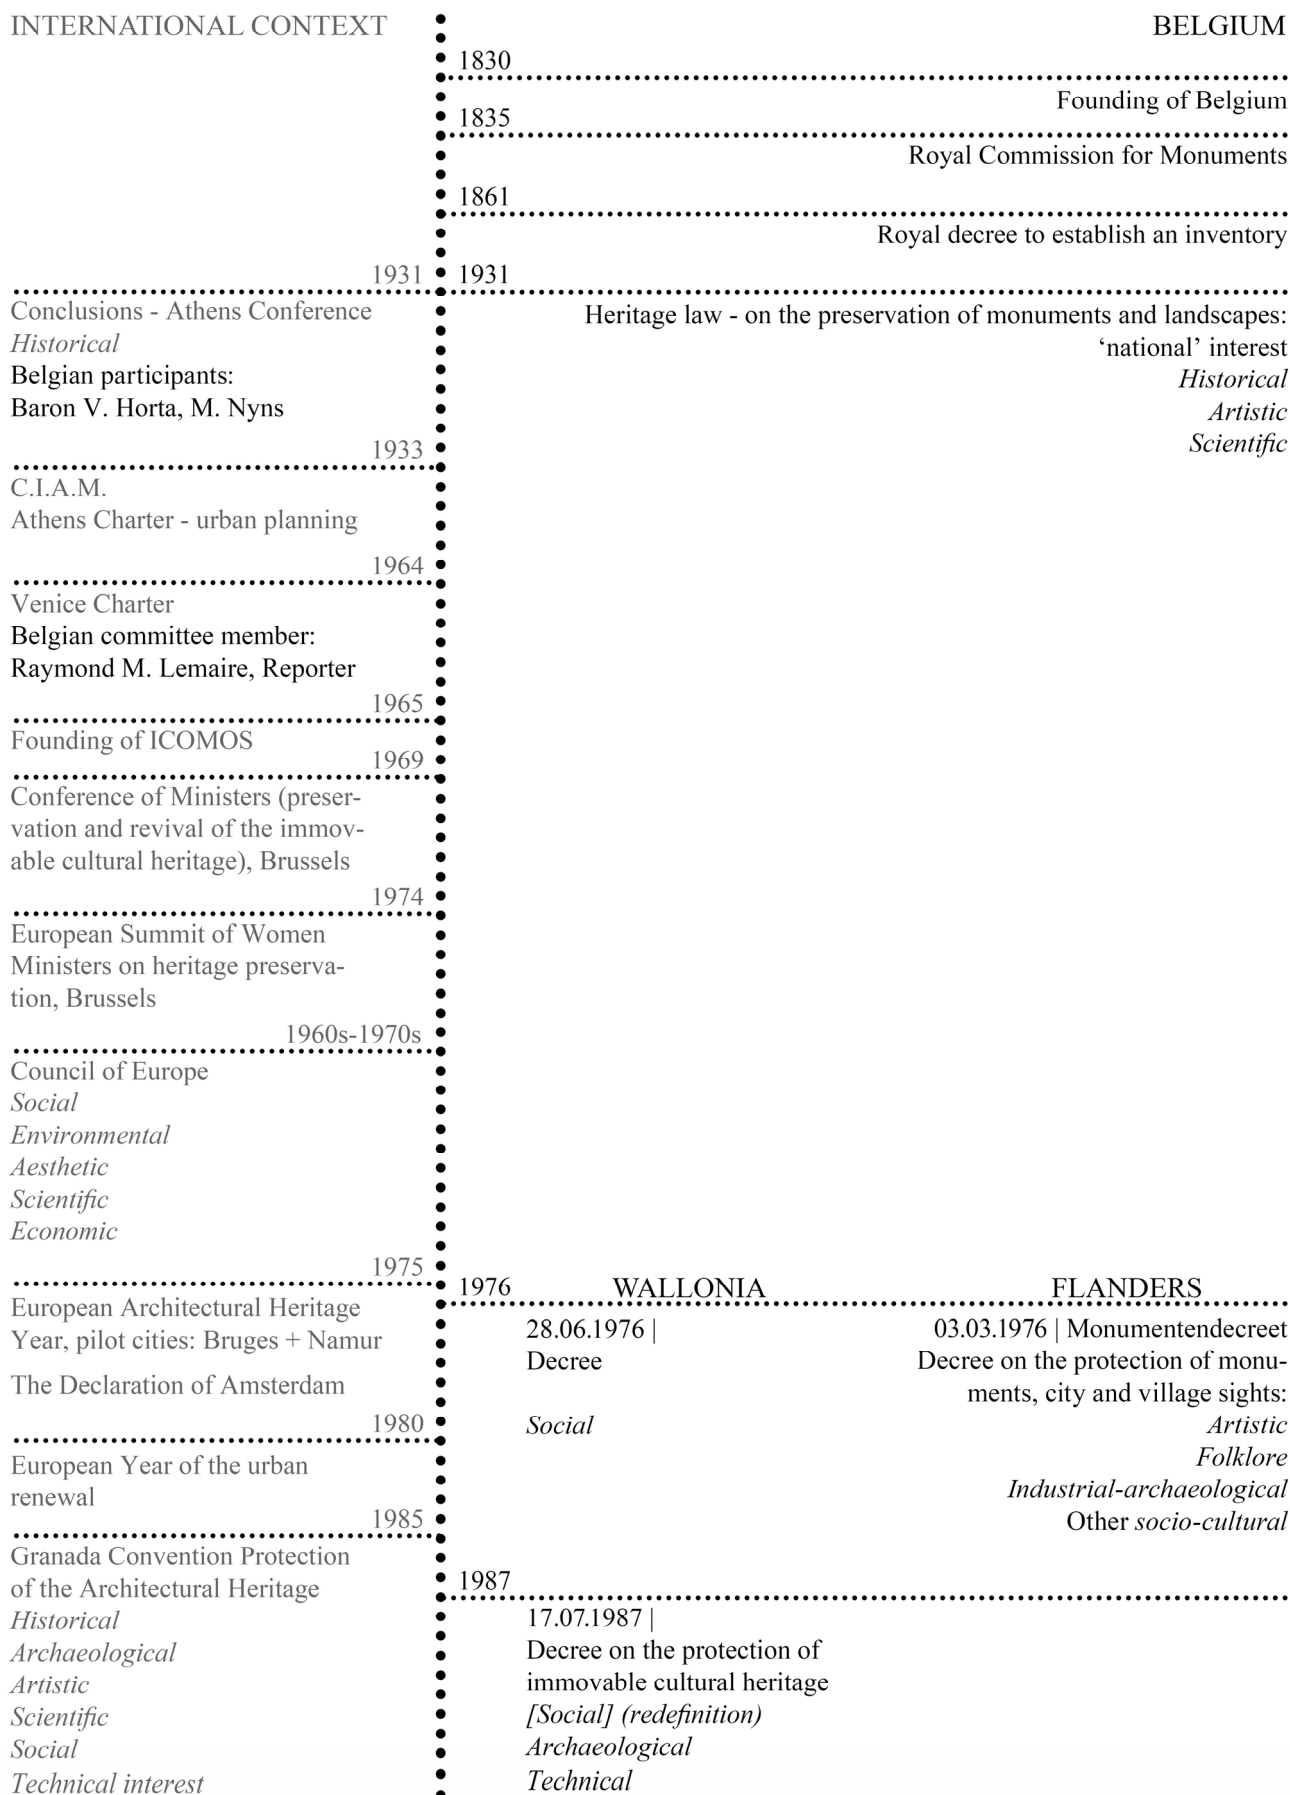 INTERNATIONAL CONTEXT
BELGIUM
1830
Founding of Belgium
1835
Royal Commission for Monuments
1861
Royal decree to establish an inventory
1931
1931
Conclusions - Athens Conference
Historical
Belgian participants:
Baron V. Horta, M. Nyns
Heritage law - on the preservation of monuments and landscapes:
‘national’ interest
Historical
Artistic
Scientific
1933
C.I.A.M.
Athens Charter - urban planning
1964
Venice Charter
Belgian committee member:
Raymond M. Lemaire, Reporter
1965
Founding of ICOMOS
1969
Conference of Ministers (preser-
vation and revival of the immov-
able cultural heritage), Brussels
1974
European Summit of Women
Ministers on heritage preserva-
tion, Brussels
1960s-1970s
Council of Europe
Social
Environmental
Aesthetic
Scientific
Economic
1975
European Architectural Heritage
Year, pilot cities: Bruges + Namur
The Declaration of Amsterdam
1976
WALLONIA
FLANDERS
28.06.1976 |
Decree
Social
03.03.1976 | Monumentendecreet
Decree on the protection of monu-
ments, city and village sights:
Artistic
Folklore
Industrial-archaeological
Other socio-cultural
1980
European Year of the urban
renewal
1985
Granada Convention Protection
of the Architectural Heritage
Historical
Archaeological
Artistic
Scientific
Social
Technical interest
1987
17.07.1987 |
Decree on the protection of
immovable cultural heritage
[Social] (redefinition)
Archaeological
Technical